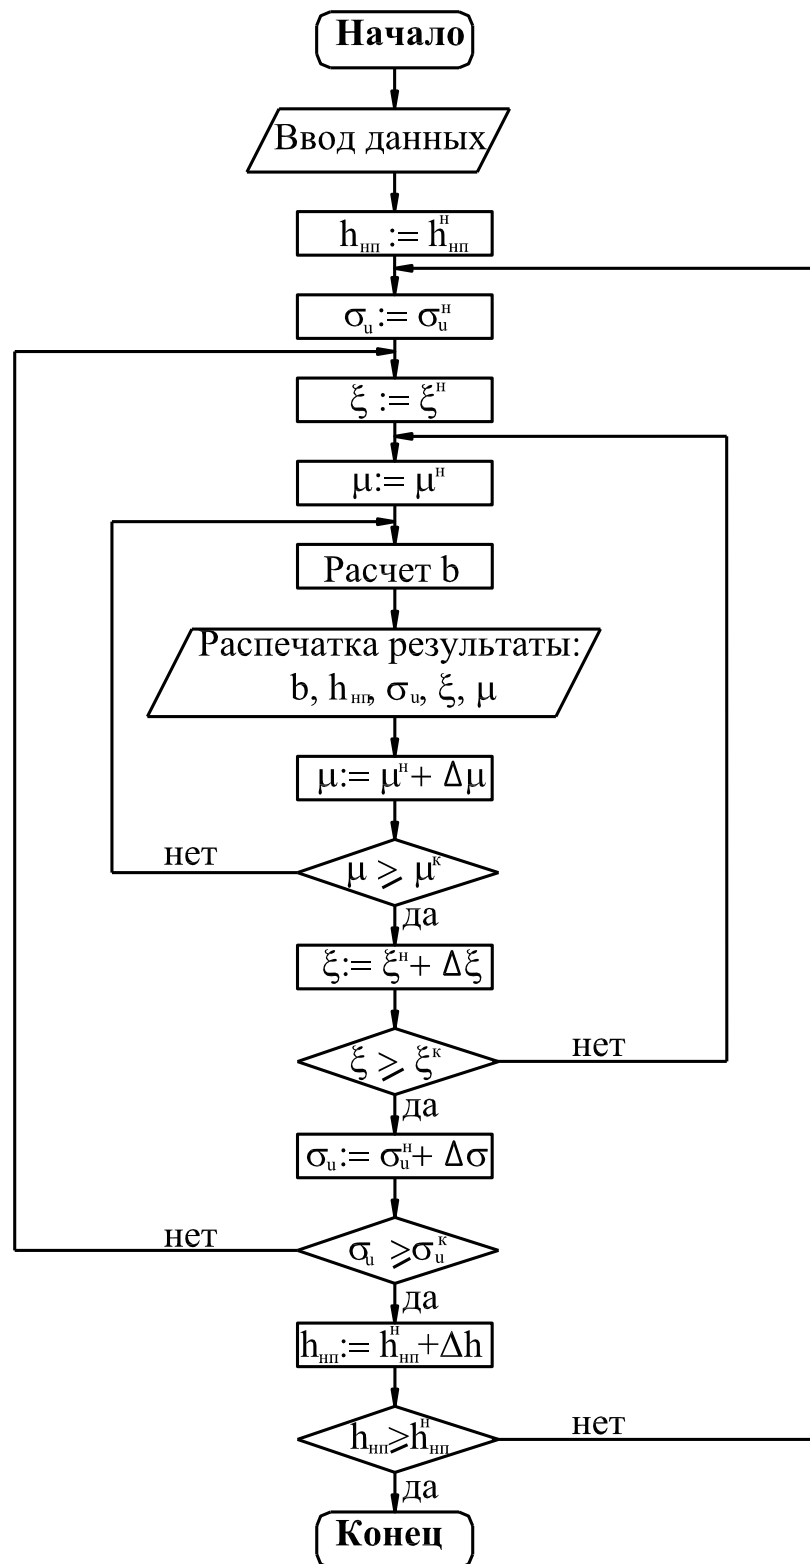 Начало
Ввод данных
hнп := hнпн
σu := σuн
ξ := ξн
μ:= μн
Расчет b
Распечатка результаты:
b, hнп, σu, ξ, μ
μ:= μн+ Δμ
нет
μ ⩾ μк
да
ξ:= ξн+ Δξ
ξ ⩾ ξк
нет
да
σu:= σuн+ Δσ
нет
σu ⩾ σuк
да
hнп:= hнпн+Δh
hнп⩾hнпн
нет
да
Конец